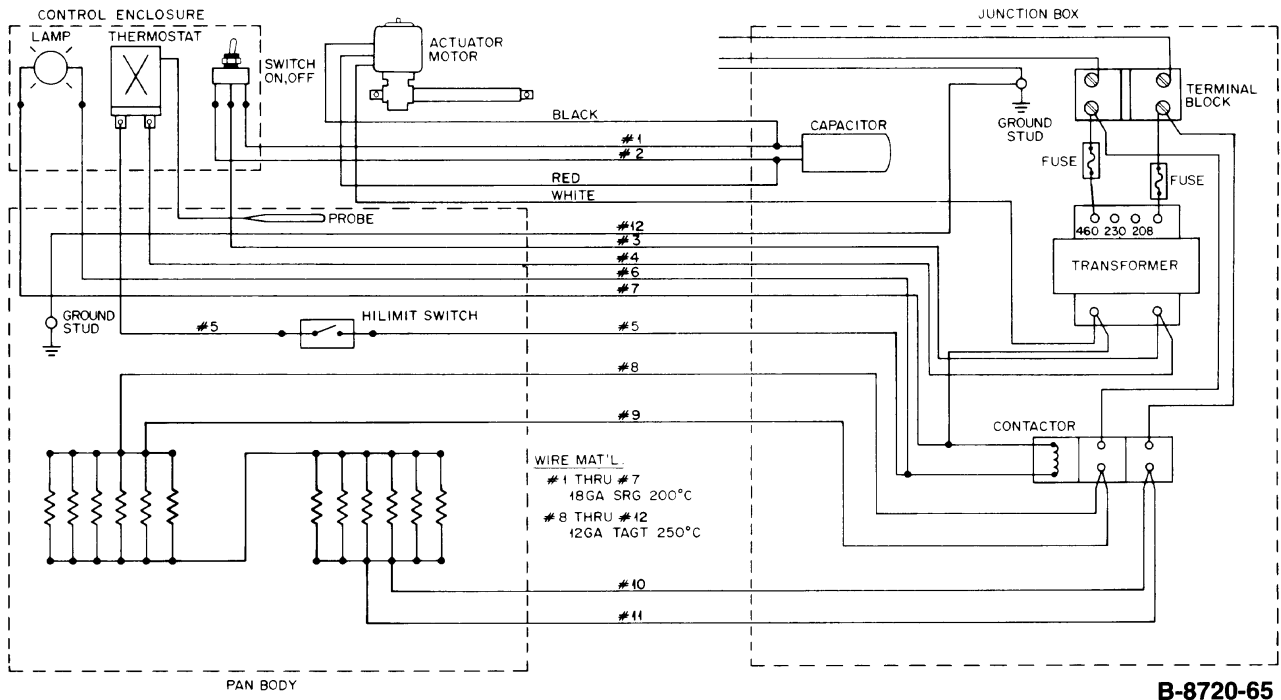 CONTROL ENCLOSURE
LAMP
THERMOSTAT
SWITCH
ON,OFF
ACTUATOR
MOTOR
JUNCTION BOX
TERMINAL
BLOCK
GROUND
STUD
FUSE
FUSE
BLACK
CAPACITOR
#1
#2
RED
WHITE
PROBE
#12
#3
#4
#6
#7
460 230 208
TRANSFORMER
GROUND
STUD
#5
HILIMIT SWITCH
#5
#8
#9
CONTACTOR
WIRE MAT'L.
#1 THRU #7
18GA SRG 200°C
#8 THRU #12
12GA TAGT 250°C
#10
#11
PAN BODY
B-8720-65